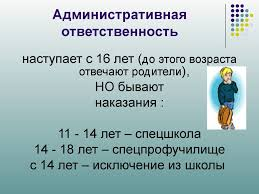 Административная
ответственность
наступает с 16 лет (до этого возраста
отвечают родители),
НО бывают
наказания :
11 - 14 лет – спецшкола
14 - 18 лет – спецпрофучилище
с 14 лет – исключение из школы